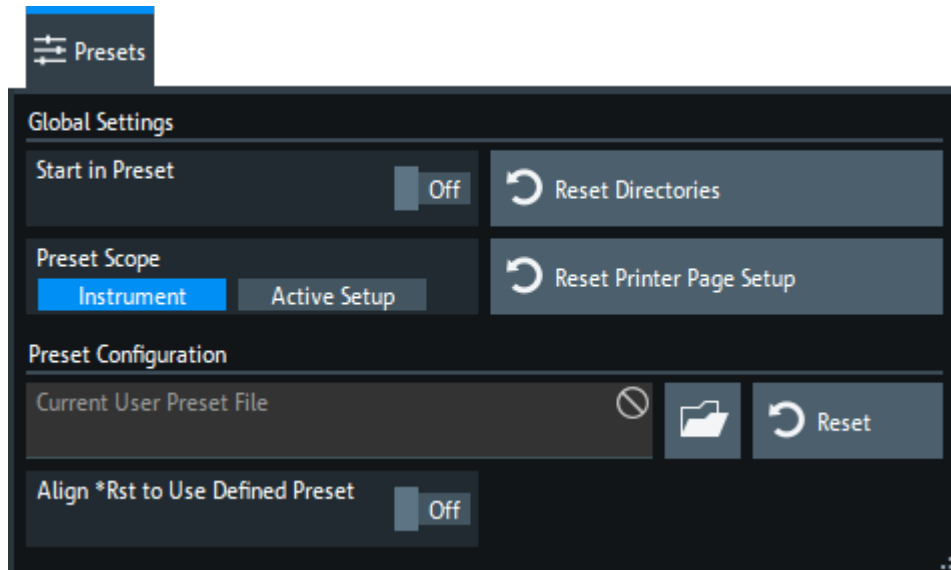 Presets
Global Settings
Start in Preset
Off
Reset Directories
Preset Scope
Instrument
Active Setup
Reset Printer Page Setup
Preset Configuration
Current User Preset File
Reset
Align *Rst to Use Defined Preset
Off